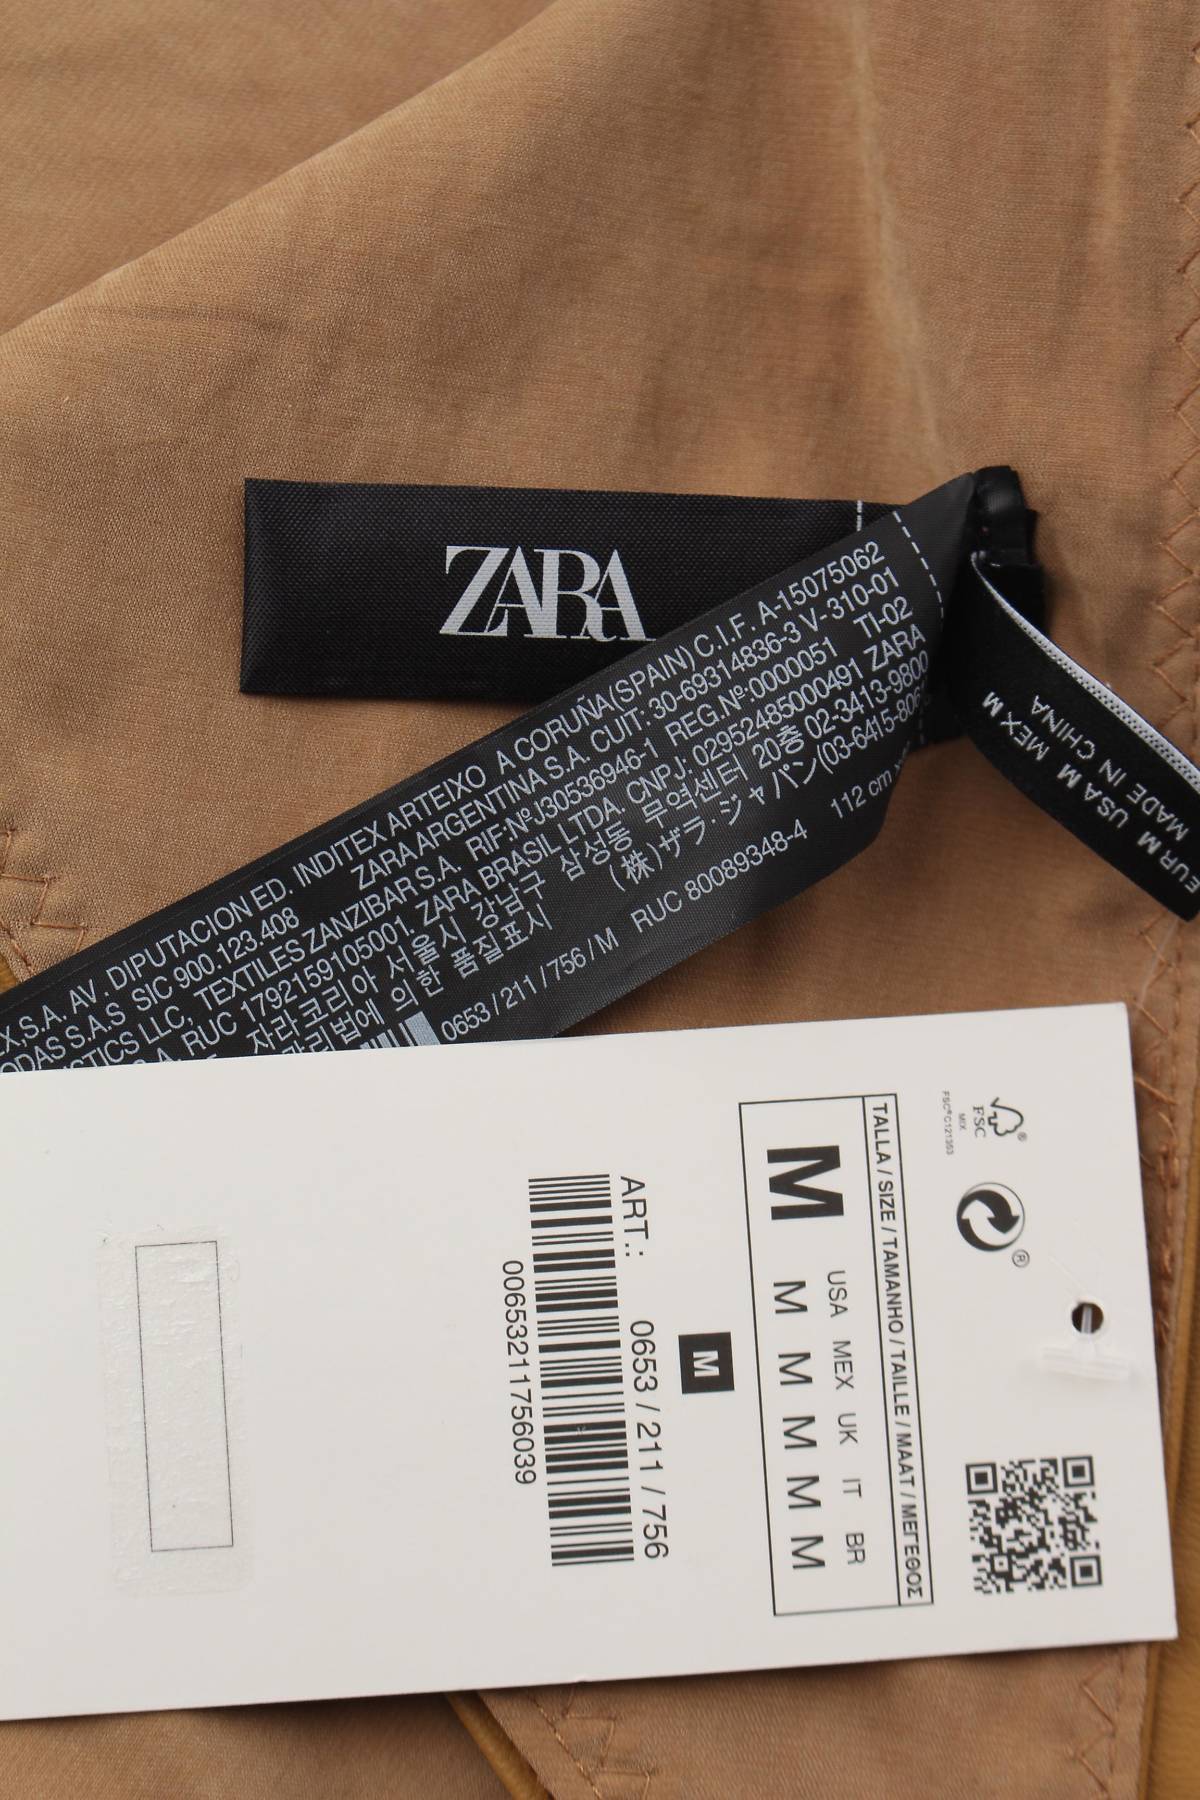 ZARA
X,S.A. AV. DIPUTACION ED. INDITEX ARTEIXO A CORUÑA(SPAIN) C.I.F. A-15075062
ODAS S.A.S SIC 900.123.408 ZARA ARGENTINA S.A. CUIT: 30-69314836-3 V-310-01
ISTICS LLC, TEXTILES ZANZIBAR S.A. RIF:NºJ30536946-1 REG.Nº:0000051 TI-02
A. RUC 1792159105001. ZARA BRASIL LTDA. CNPJ: 02952485000491 ZARA
자라코리아 서울시 강남구 삼성동 무역센터 20층 02-3413-9800
관리법에 의한 품질표시 (株)ザラ・ジャパン(03-6415-806
0653 / 211 / 756 / M RUC 80089348-4 112 cm
EUR M USA M MEX M
MADE IN CHINA
FSC®
MIX
FSC®C121353
®
TALLA / SIZE / TAMANHO / TAILLE / MAAT / ΜΕΓΕΘΟΣ
M
USA MEX UK IT BR
M M M M M
M
ART.: 0653 / 211 / 756
00653211756039